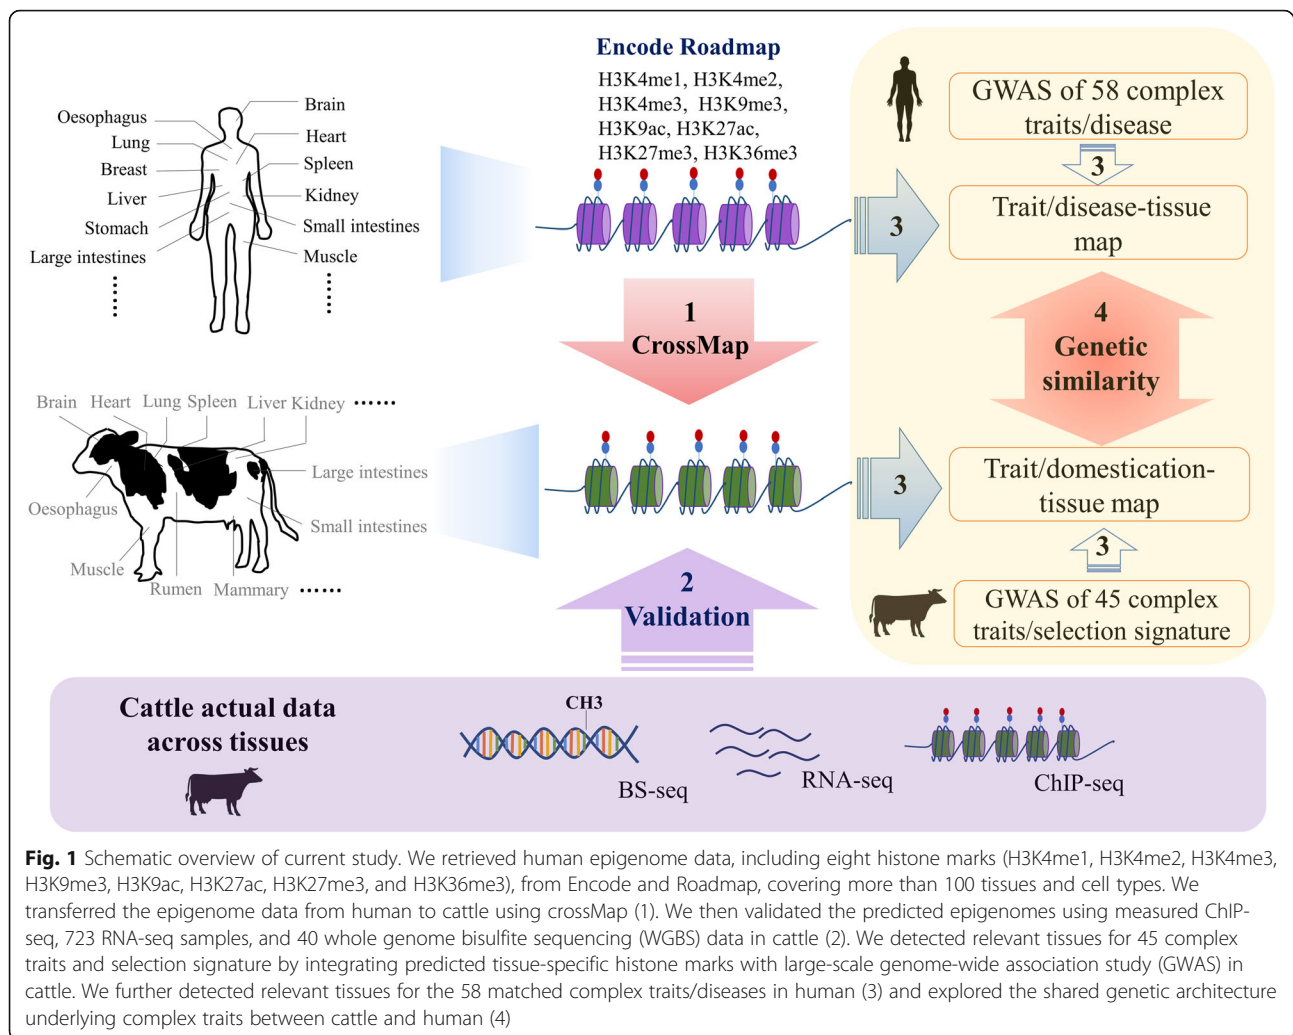 Encode Roadmap
H3K4me1, H3K4me2,
H3K4me3, H3K9me3,
H3K9ac, H3K27ac,
H3K27me3, H3K36me3
Brain
Oesophagus
Heart
Lung
Spleen
Breast
Kidney
Liver
Small intestines
Stomach
Muscle
Large intestines
GWAS of 58 complex
traits/disease
3
3
Trait/disease-tissue
map
1
CrossMap
4
Genetic
similarity
Brain Heart Lung Spleen Liver Kidney
Large intestines
Oesophagus
Small intestines
Muscle
Rumen Mammary
3
Trait/domestication-
tissue map
3
GWAS of 45 complex
traits/selection signature
2
Validation
Cattle actual data
across tissues
CH3
BS-seq
RNA-seq
ChIP-seq
Fig. 1 Schematic overview of current study. We retrieved human epigenome data, including eight histone marks (H3K4me1, H3K4me2, H3K4me3,
H3K9me3, H3K9ac, H3K27ac, H3K27me3, and H3K36me3), from Encode and Roadmap, covering more than 100 tissues and cell types. We
transferred the epigenome data from human to cattle using crossMap (1). We then validated the predicted epigenomes using measured ChIP-
seq, 723 RNA-seq samples, and 40 whole genome bisulfite sequencing (WGBS) data in cattle (2). We detected relevant tissues for 45 complex
traits and selection signature by integrating predicted tissue-specific histone marks with large-scale genome-wide association study (GWAS) in
cattle. We further detected relevant tissues for the 58 matched complex traits/diseases in human (3) and explored the shared genetic architecture
underlying complex traits between cattle and human (4)